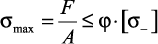 σmax = F/A ≤ φ·[σ−]